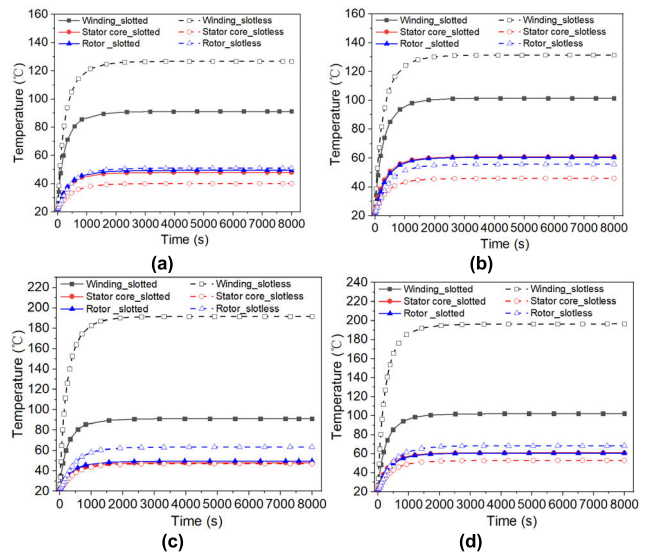 Winding_slotted Winding_slotless
Stator core_slotted Stator core_slotless
Rotor _slotted Rotor_slotless
160
140
120
100
80
60
40
20
Temperature (℃)
0 1000 2000 3000 4000 5000 6000 7000 8000
Time (s)
(a)
Winding_slotted Winding_slotless
Stator core_slotted Stator core_slotless
Rotor _slotted Rotor_slotless
160
140
120
100
80
60
40
20
Temperature (℃)
0 1000 2000 3000 4000 5000 6000 7000 8000
Time (s)
(b)
Winding_slotted Winding_slotless
Stator core_slotted Stator core_slotless
Rotor _slotted Rotor_slotless
200
180
160
140
120
100
80
60
40
20
Temperature (℃)
0 1000 2000 3000 4000 5000 6000 7000 8000
Time (s)
(c)
Winding_slotted Winding_slotless
Stator core_slotted Stator core_slotless
Rotor _slotted Rotor_slotless
240
220
200
180
160
140
120
100
80
60
40
20
Temperature (℃)
0 1000 2000 3000 4000 5000 6000 7000 8000
Time (s)
(d)